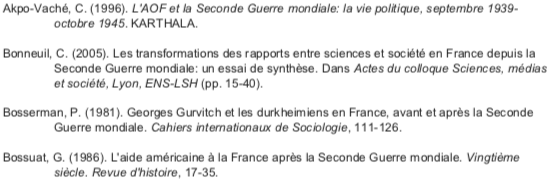 Akpo-Vaché, C. (1996). L'AOF et la Seconde Guerre mondiale: la vie politique, septembre 1939-
octobre 1945. KARTHALA.
Bonneuil, C. (2005). Les transformations des rapports entre sciences et société en France depuis la
Seconde Guerre mondiale: un essai de synthèse. Dans Actes du colloque Sciences, médias
et société, Lyon, ENS-LSH (pp. 15-40).
Bosserman, P. (1981). Georges Gurvitch et les durkheimiens en France, avant et après la Seconde
Guerre mondiale. Cahiers internationaux de Sociologie, 111-126.
Bossuat, G. (1986). L'aide américaine à la France après la Seconde Guerre mondiale. Vingtième
siècle. Revue d'histoire, 17-35.